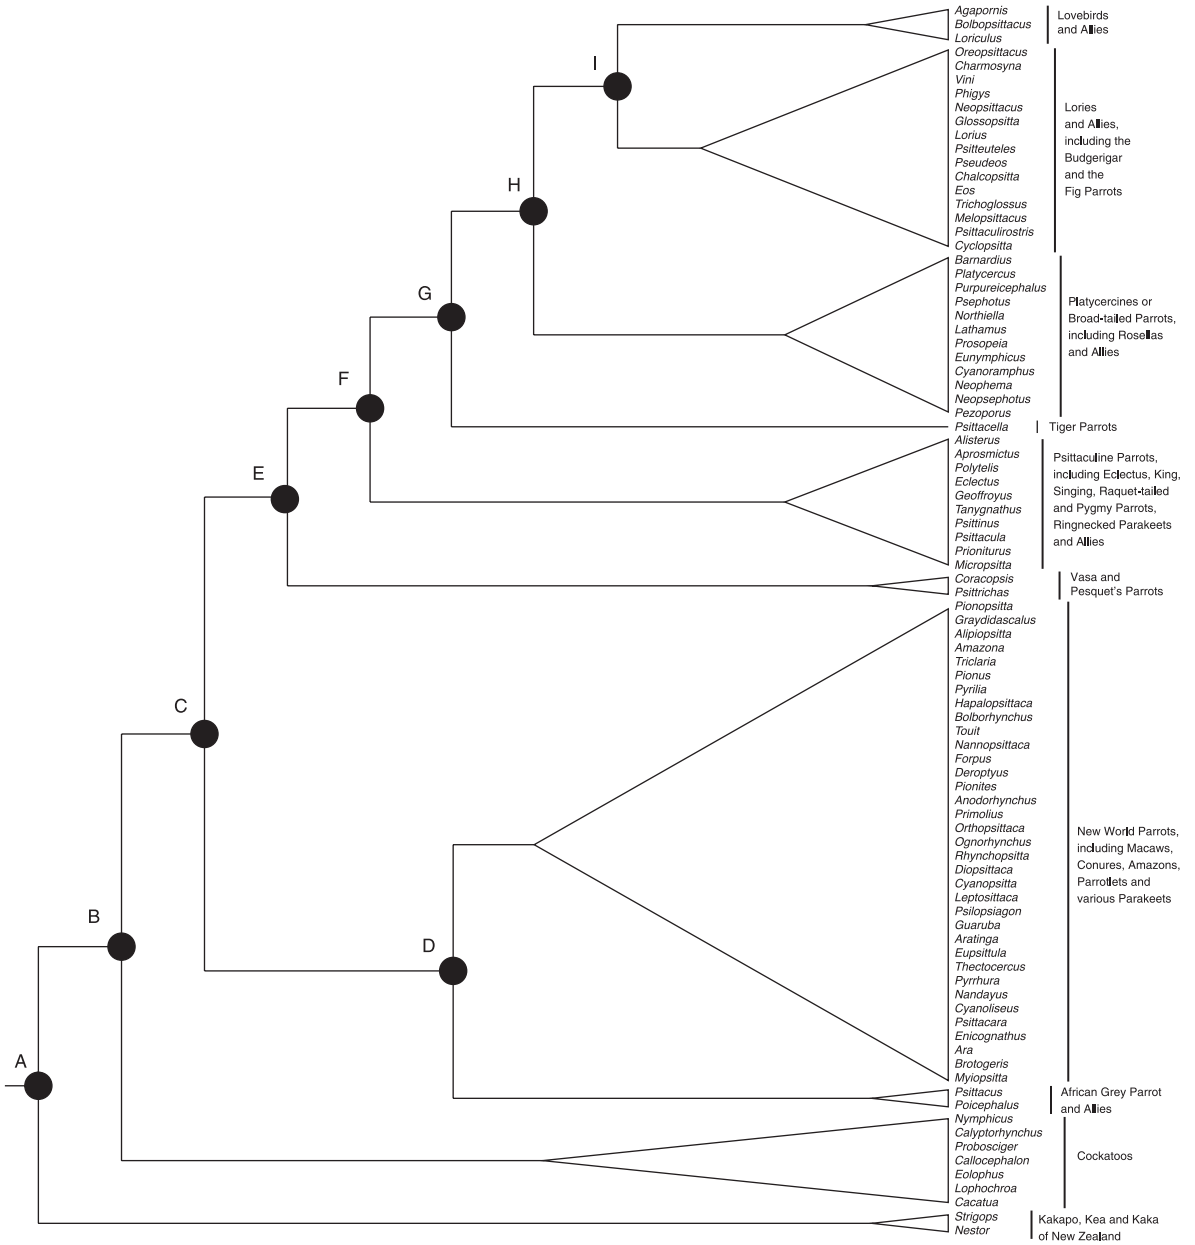 Agapornis
Bolbopsittacus
Loriculus
Lovebirds
and Allies
I
Oreopsittacus
Charmosyna
Vini
Phigys
Neopsittacus
Glossopsitta
Lorius
Psitteuteles
Pseudeos
Chalcopsitta
Eos
Trichoglossus
Melopsittacus
Psittaculirostris
Cyclopsitta
Lories
and Allies,
including the
Budgerigar
and the
Fig Parrots
H
Barnardius
Platycercus
Purpureicephalus
Psephotus
Northiella
Lathamus
Prosopeia
Eunymphicus
Cyanoramphus
Neophema
Neopsephotus
Pezoporus
Platycercines or
Broad-tailed Parrots,
including Rosellas
and Allies
G
Psittacella
Tiger Parrots
F
Alisterus
Aprosmictus
Polytelis
Eclectus
Geoffroyus
Tanygnathus
Psittinus
Psittacula
Prioniturus
Micropsitta
Psittaculine Parrots,
including Eclectus, King,
Singing, Raquet-tailed
and Pygmy Parrots,
Ringnecked Parakeets
and Allies
E
Coracopsis
Psittrichas
Vasa and
Pesquet's Parrots
C
Pionopsitta
Graydidascalus
Alipiopsitta
Amazona
Triclaria
Pionus
Pyrilia
Hapalopsittaca
Bolborhynchus
Touit
Nannopsittaca
Forpus
Deroptyus
Pionites
Anodorhynchus
Primolius
Orthopsittaca
Ognorhynchus
Rhynchopsitta
Diopsittaca
Cyanopsitta
Leptosittaca
Psilopsiagon
Guaruba
Aratinga
Eupsittula
Thectocercus
Pyrrhura
Nandayus
Cyanoliseus
Psittacara
Enicognathus
Ara
Brotogeris
Myiopsitta
New World Parrots,
including Macaws,
Conures, Amazons,
Parrotlets and
various Parakeets
B
D
Psittacus
Poicephalus
African Grey Parrot
and Allies
A
Nymphicus
Calyptorhynchus
Probosciger
Callocephalon
Eolophus
Lophochroa
Cacatua
Cockatoos
Strigops
Nestor
Kakapo, Kea and Kaka
of New Zealand